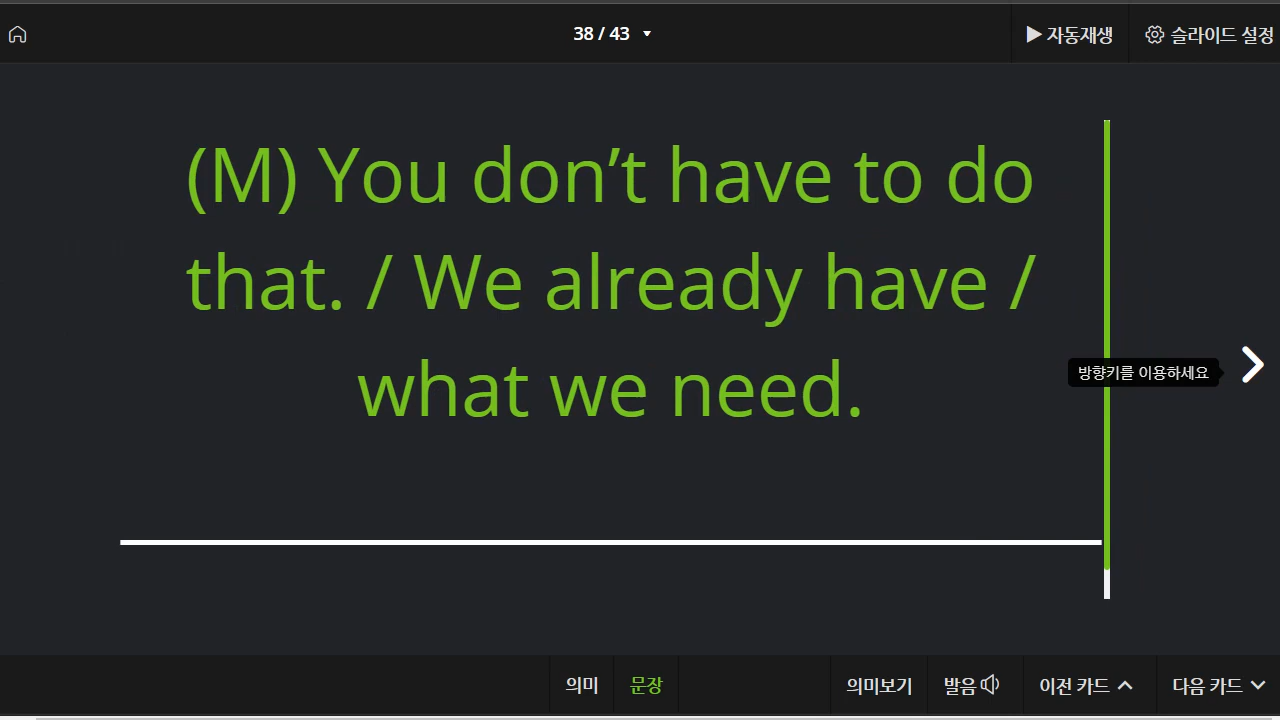 38 / 43
▶ 자동재생
슬라이드 설정
(M) You don’t have to do
that. / We already have /
what we need.
방향키를 이용하세요
의미
문장
의미보기
발음
이전 카드
다음 카드